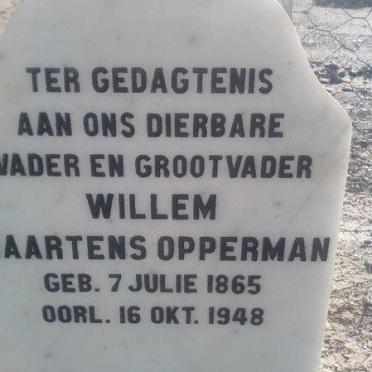 TER GEDAGTENIS
AAN ONS DIERBARE
VADER EN GROOTVADER
WILLEM
AARTENS OPPERMAN
GEB. 7 JULIE 1865
OORL. 16 OKT. 1948